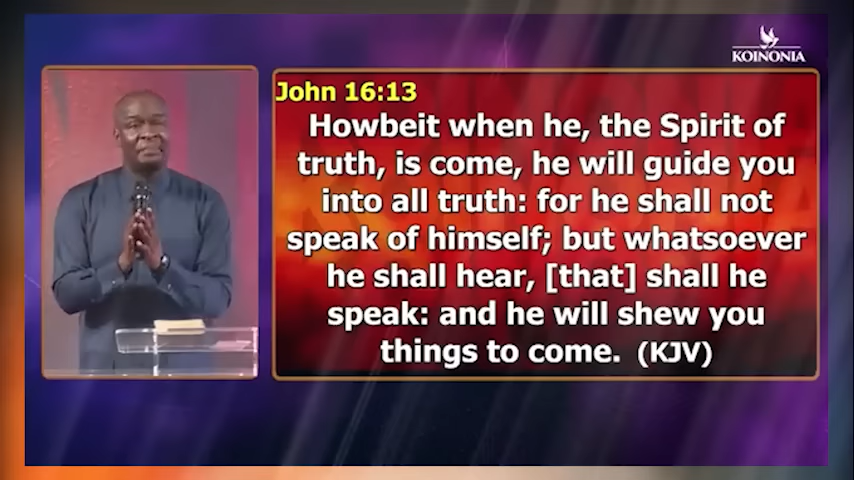 KOINONIA
John 16:13
Howbeit when he, the Spirit of
truth, is come, he will guide you
into all truth: for he shall not
speak of himself; but whatsoever
he shall hear, [that] shall he
speak: and he will shew you
things to come. (KJV)